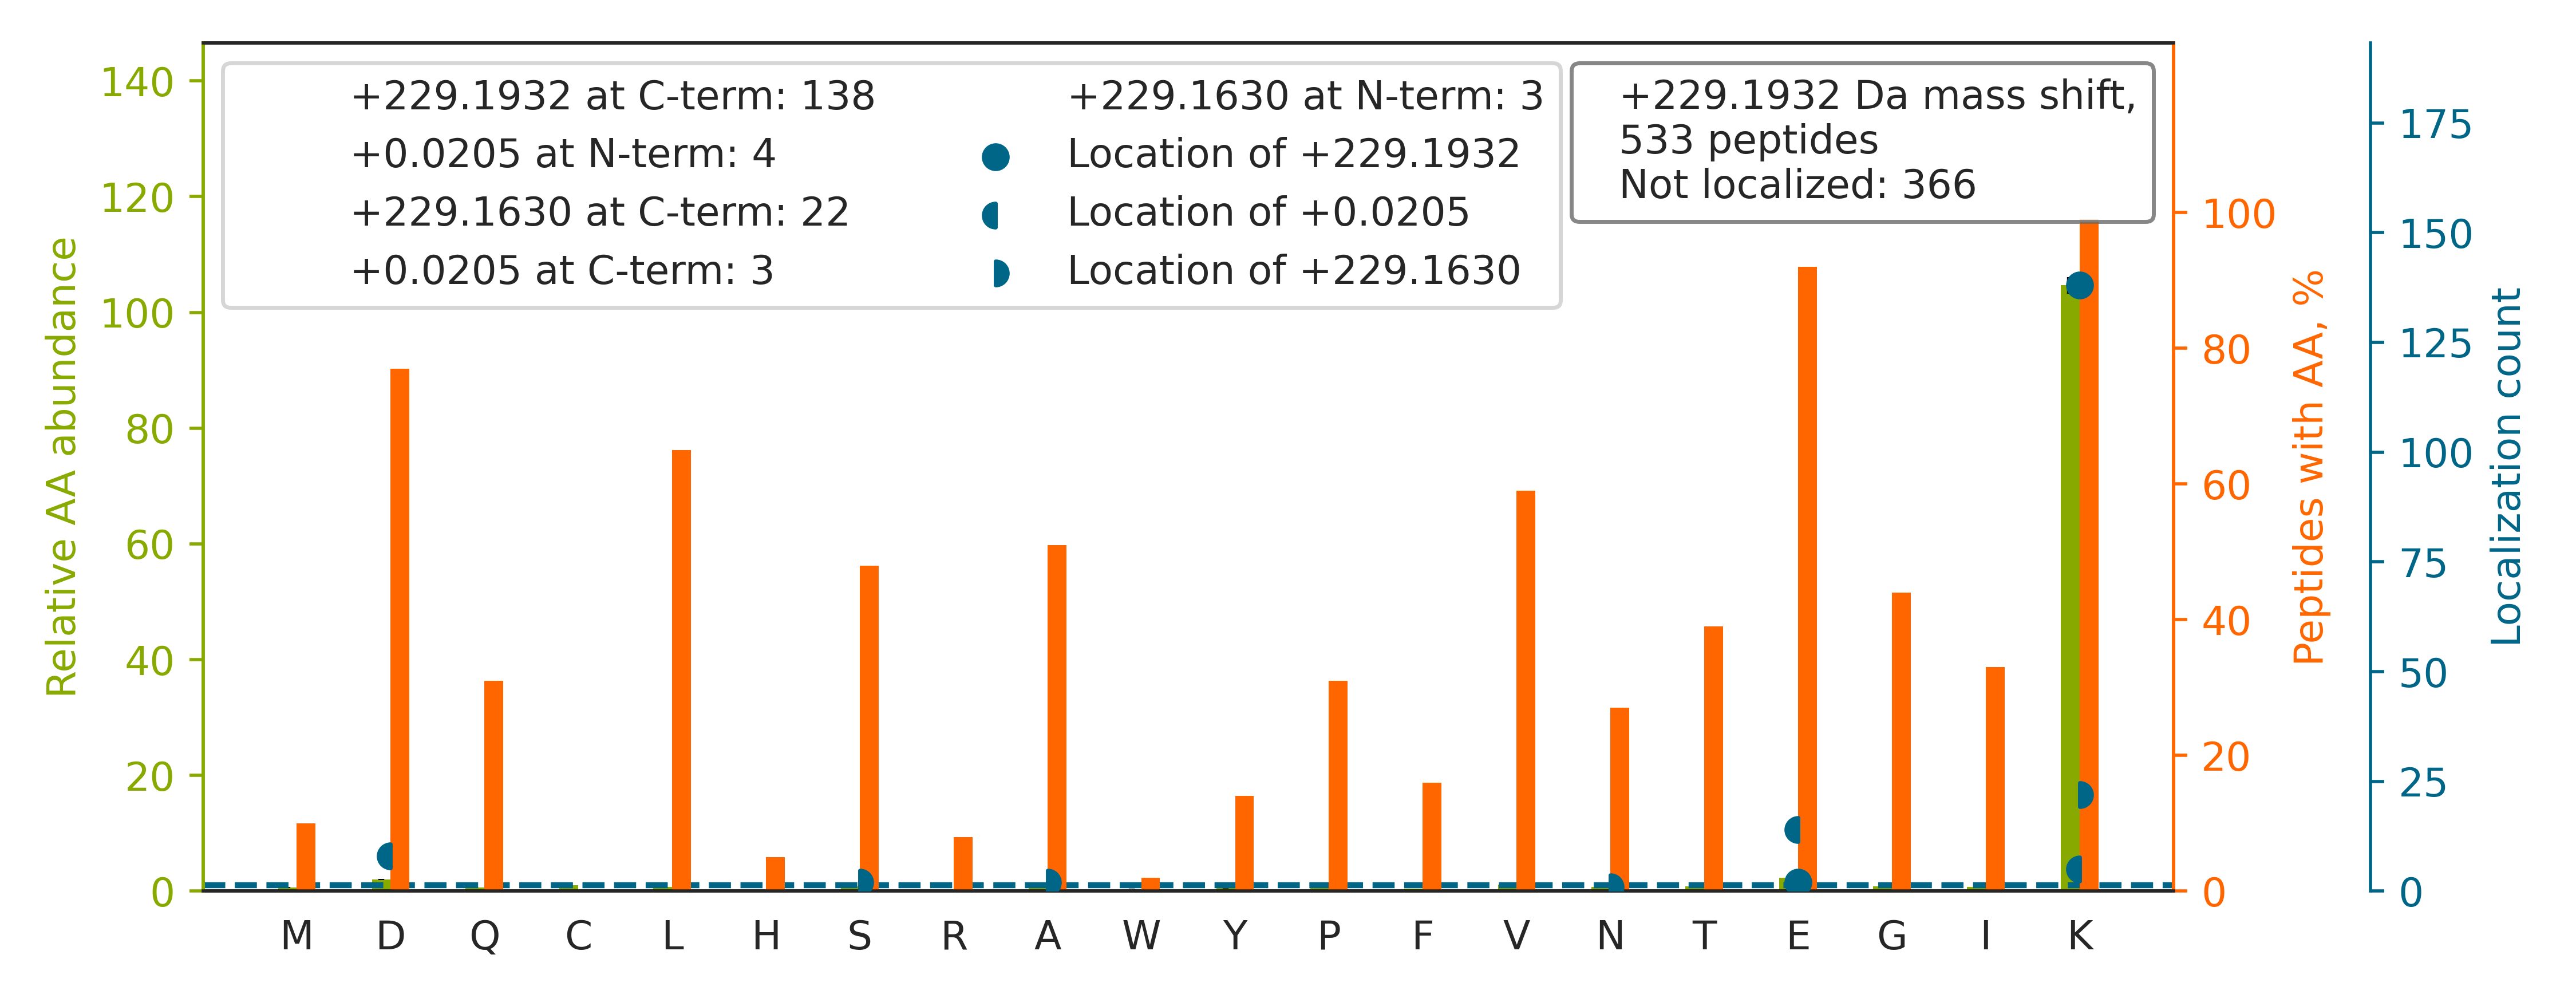 +229.1932 at C-term: 138
+0.0205 at N-term: 4
+229.1630 at C-term: 22
+0.0205 at C-term: 3
+229.1630 at N-term: 3
Location of +229.1932
Location of +0.0205
Location of +229.1630
+229.1932 Da mass shift,
533 peptides
Not localized: 366
Relative AA abundance
140
120
100
80
60
40
20
0
M D Q C L H S R A W Y P F V N T E G I K
100
80
60
40
20
0
Peptides with AA, %
175
150
125
100
75
50
25
0
Localization count